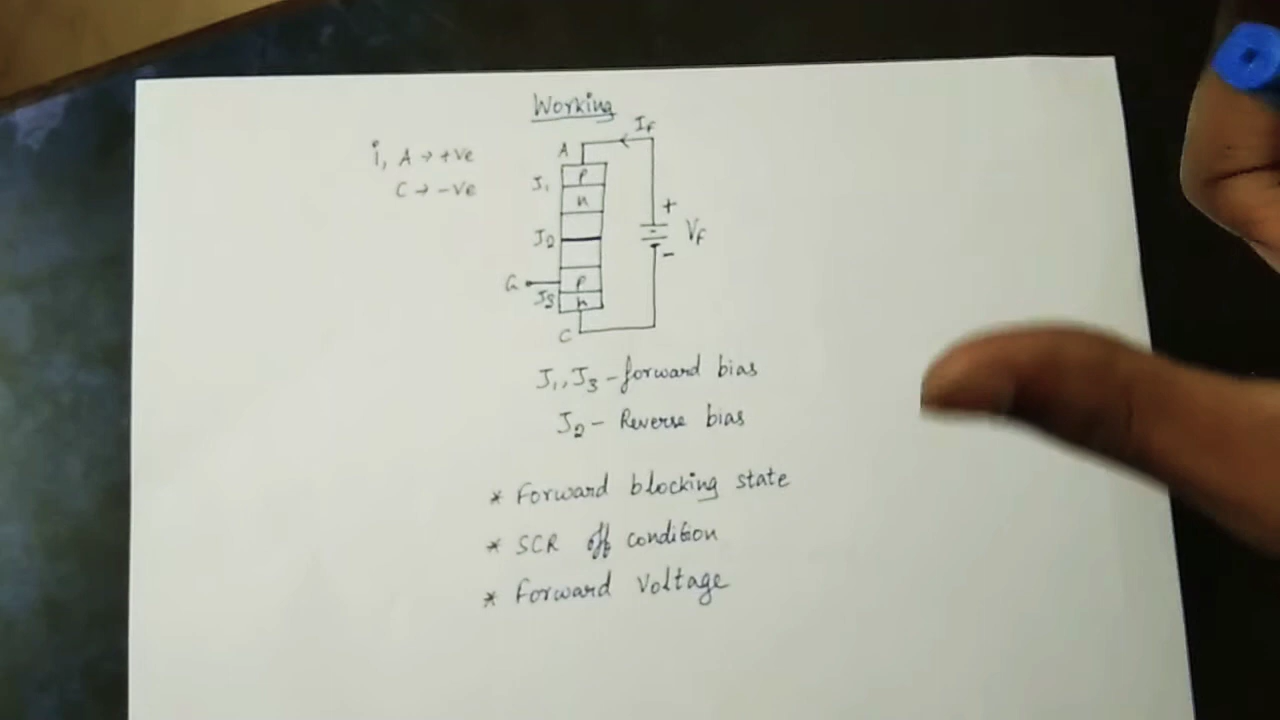 Working
i, A → +Ve
C → -Ve
A
IF
J1
P
n
J2
+
-
VF
G
P
J3
n
C
J1, J3 - forward bias
J2 - Reverse bias
* Forward blocking state
* SCR off condition
* Forward Voltage